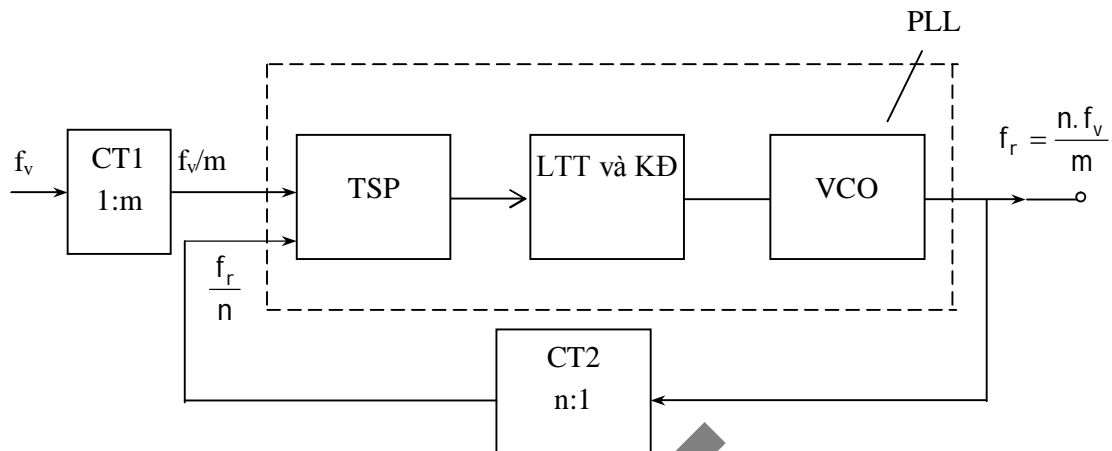 PLL
f_r = n.f_v / m
f_v
CT1
1:m
f_v/m
TSP
LTT và KĐ
VCO
f_r / n
CT2
n:1